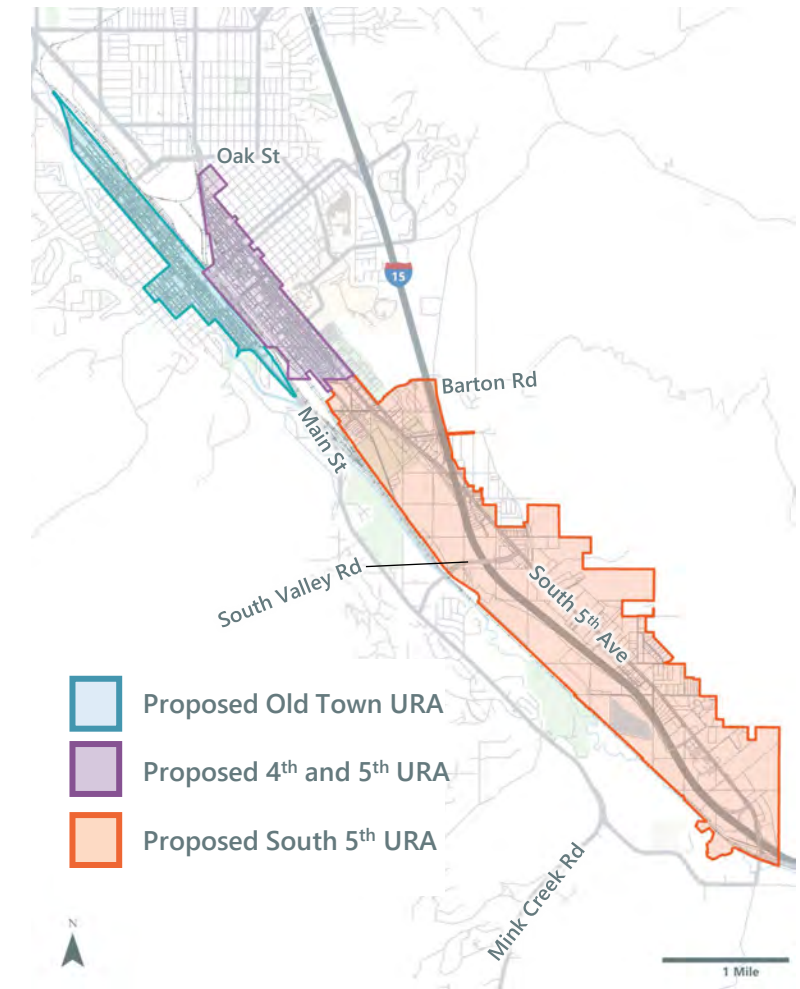 Oak St
15
Barton Rd
Main St
South Valley Rd
South 5th Ave
Proposed Old Town URA
Proposed 4th and 5th URA
Proposed South 5th URA
Mink Creek Rd
N
1 Mile